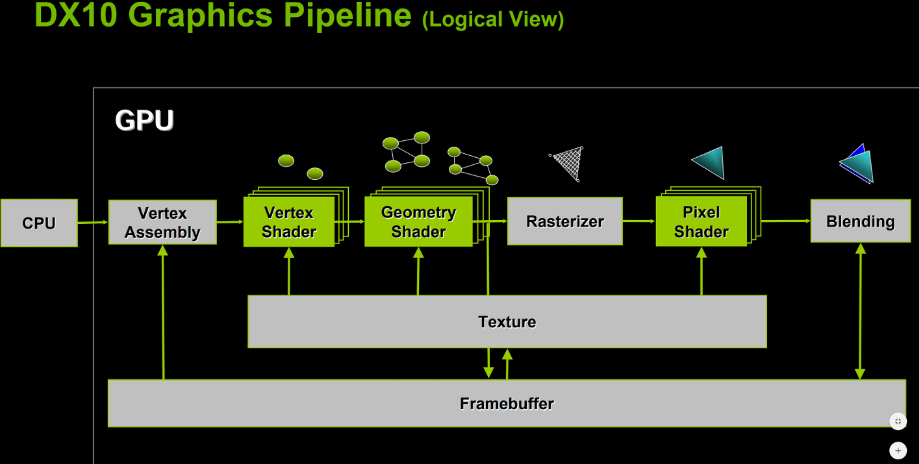 DX10 Graphics Pipeline (Logical View)
GPU
CPU
Vertex
Assembly
Vertex
Shader
Geometry
Shader
Rasterizer
Pixel
Shader
Blending
Texture
Framebuffer